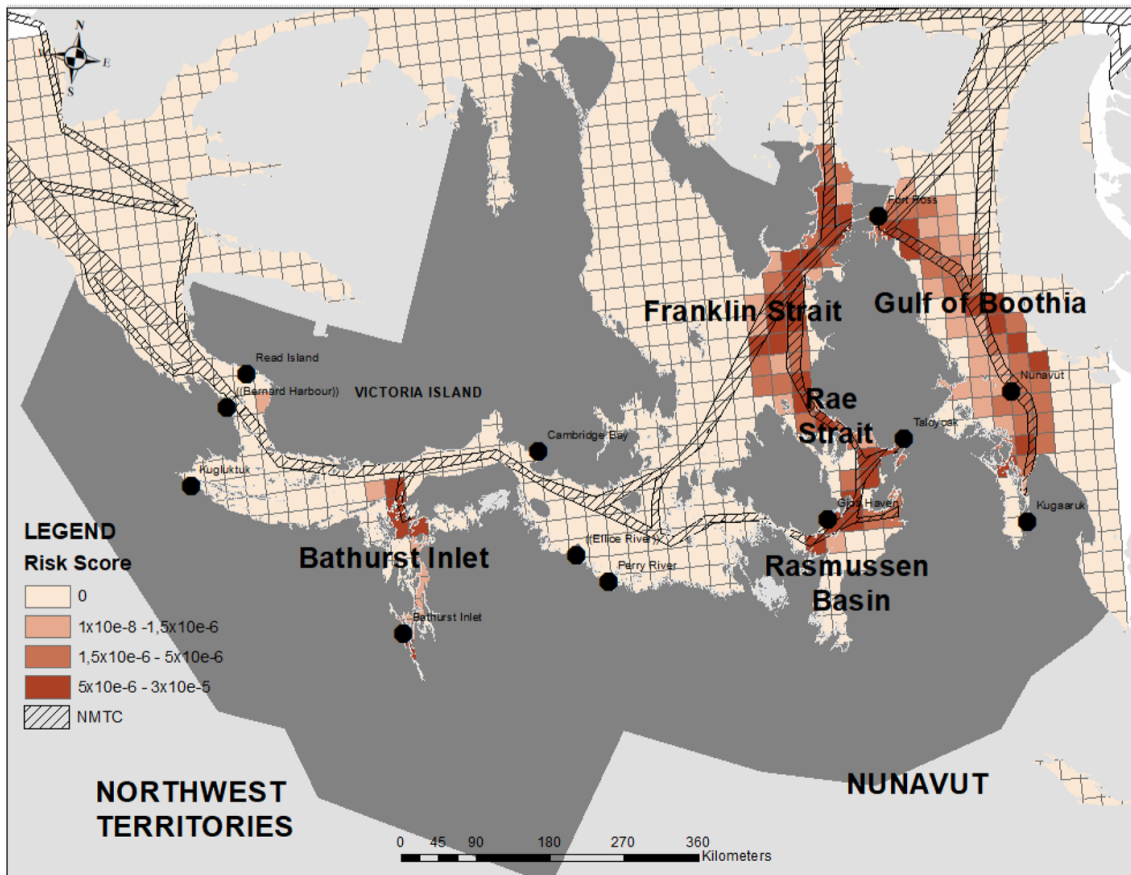 N
W
E
S
Fort Ross
Franklin Strait
Gulf of Boothia
Read Island
((Bernard Harbour))
VICTORIA ISLAND
Nunavut
Rae
Strait
Taloyoak
Cambridge Bay
Kugluktuk
Gjoa Haven
Kugaaruk
LEGEND
Risk Score
0
1x10e-8 -1,5x10e-6
1,5x10e-6 - 5x10e-6
5x10e-6 - 3x10e-5
NMTC
Bathurst Inlet
((Ellice River))
Perry River
Rasmussen
Basin
Bathurst Inlet
NORTHWEST
TERRITORIES
NUNAVUT
0 45 90 180 270 360
Kilometers